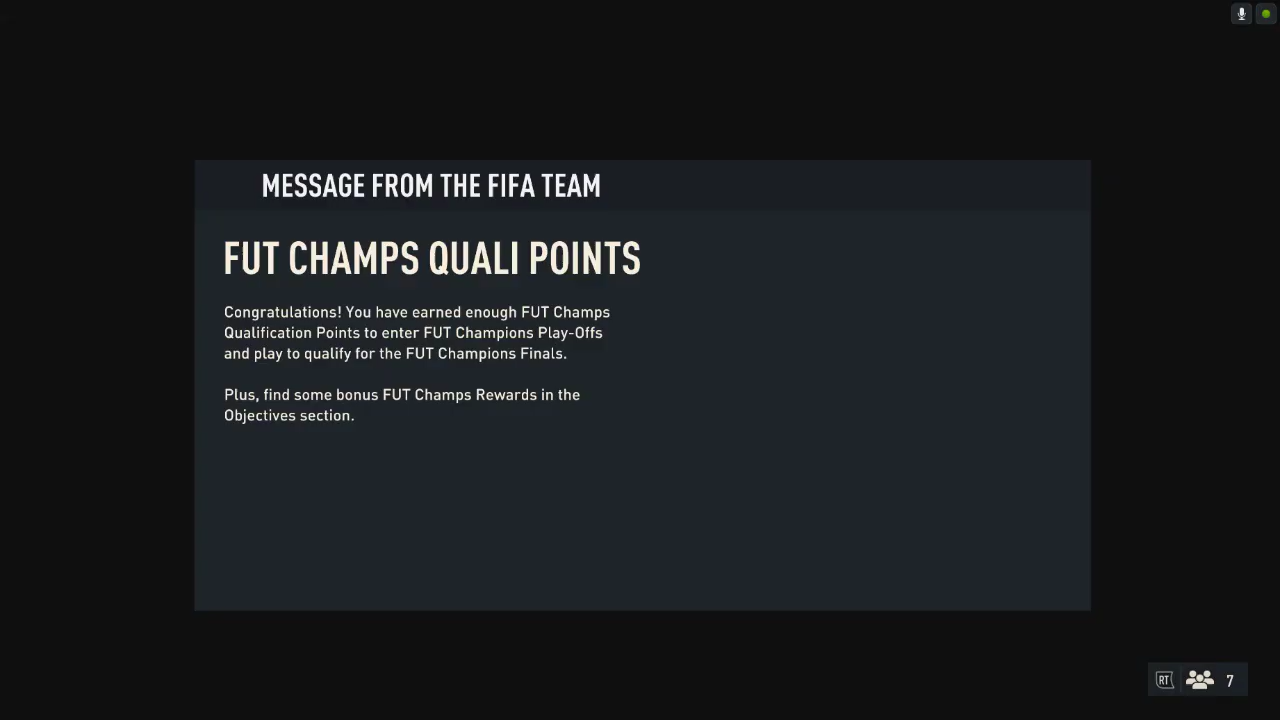 MESSAGE FROM THE FIFA TEAM
FUT CHAMPS QUALI POINTS
Congratulations! You have earned enough FUT Champs
Qualification Points to enter FUT Champions Play-Offs
and play to qualify for the FUT Champions Finals.
Plus, find some bonus FUT Champs Rewards in the
Objectives section.
RT 7